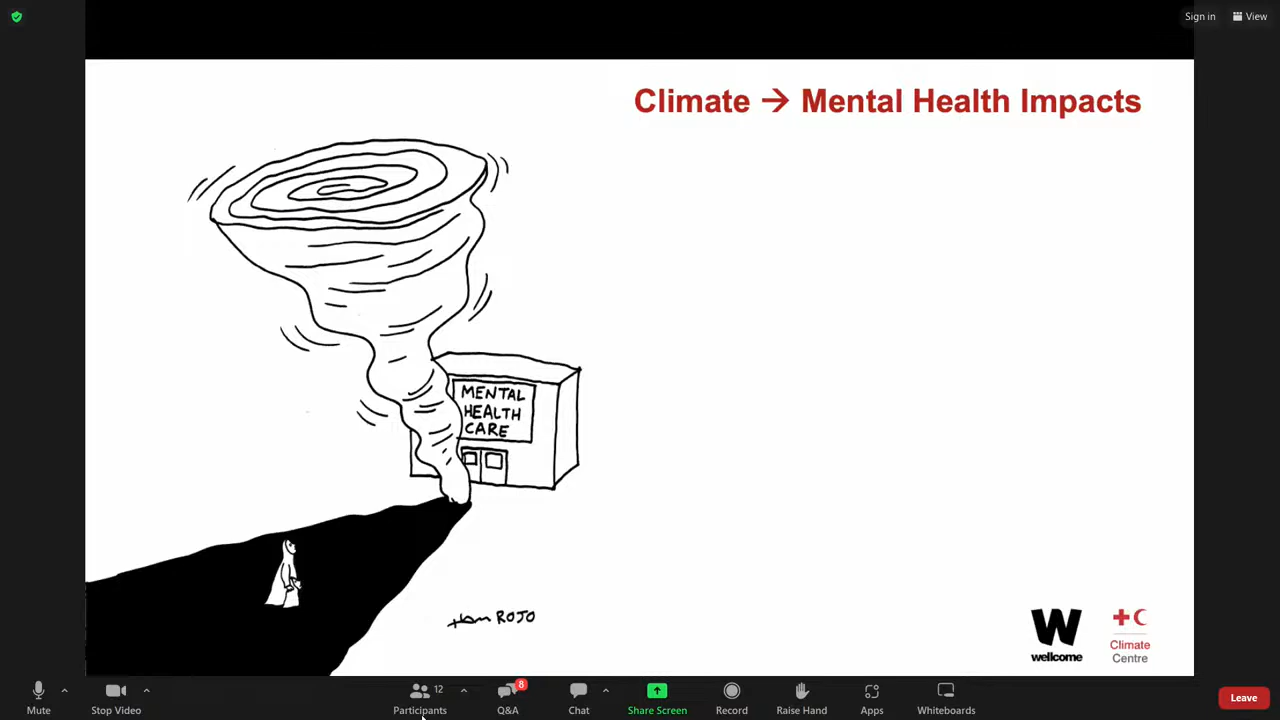 Sign in
View
Climate → Mental Health Impacts
MENTAL
HEALTH
CARE
ROJO
W
wellcome
Climate
Centre
12
8
Mute
Stop Video
Participants
Q&A
Chat
Share Screen
Record
Raise Hand
Apps
Whiteboards
Leave